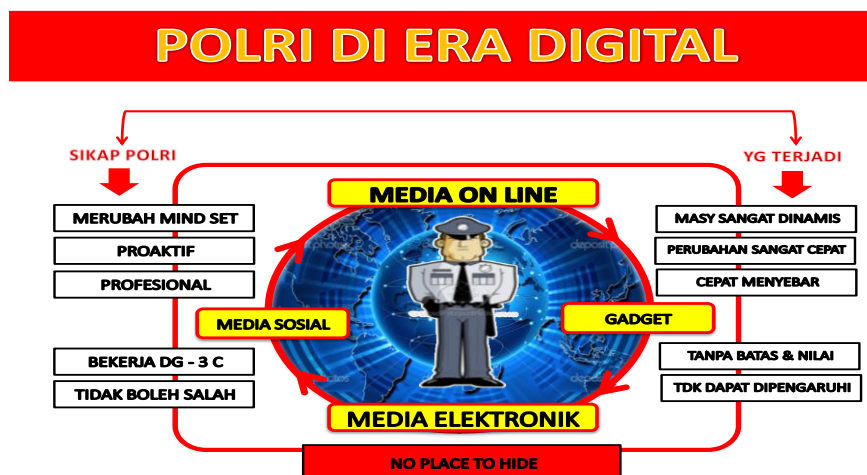 POLRI DI ERA DIGITAL
SIKAP POLRI
YG TERJADI
MERUBAH MIND SET
PROAKTIF
PROFESIONAL
BEKERJA DG - 3 C
TIDAK BOLEH SALAH
MEDIA ON LINE
MEDIA SOSIAL
GADGET
MEDIA ELEKTRONIK
MASY SANGAT DINAMIS
PERUBAHAN SANGAT CEPAT
CEPAT MENYEBAR
TANPA BATAS & NILAI
TDK DAPAT DIPENGARUHI
NO PLACE TO HIDE